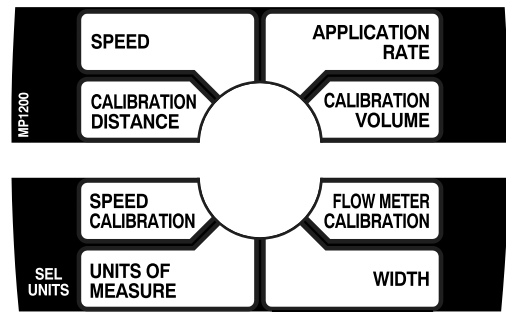 SPEED
APPLICATION
RATE
MP1200
CALIBRATION
DISTANCE
CALIBRATION
VOLUME
SPEED
CALIBRATION
FLOW METER
CALIBRATION
SEL
UNITS
UNITS OF
MEASURE
WIDTH